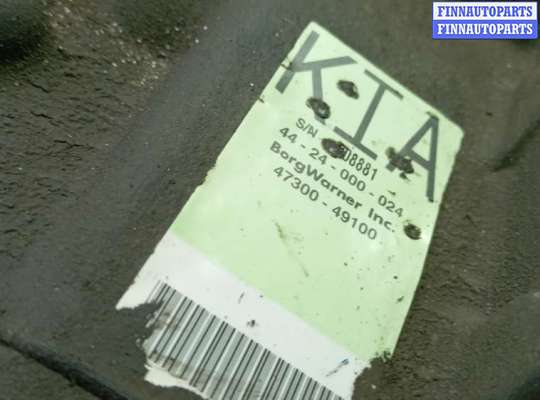 FINNAUTOPARTS
FINNAUTOPARTS
KIA
S/N
44-24-000-024
BorgWarner Inc.
47300-49100